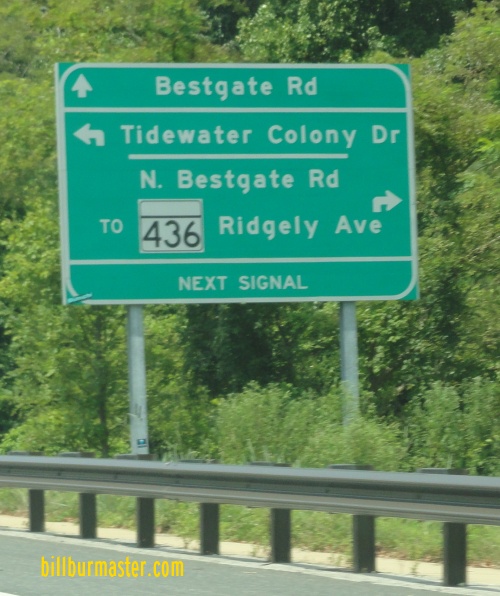 Bestgate Rd
Tidewater Colony Dr
N. Bestgate Rd
TO 436 Ridgely Ave
NEXT SIGNAL
billburmaster.com